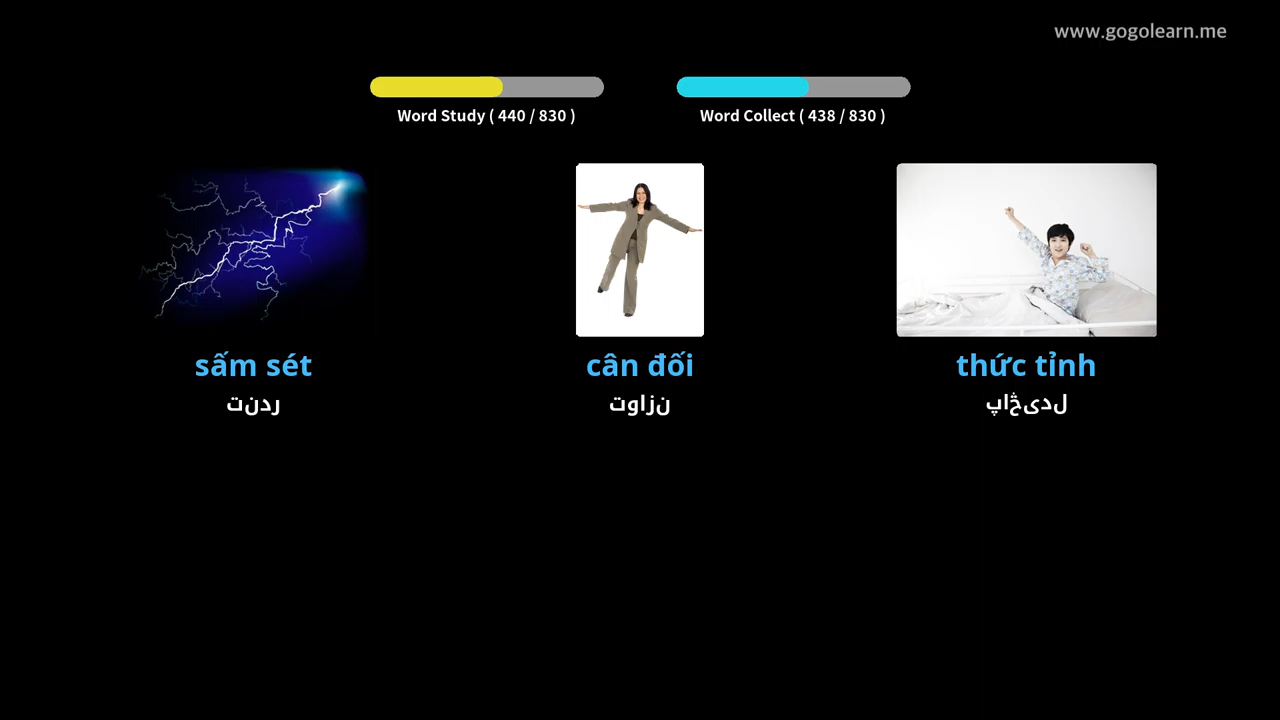 www.gogolearn.me
Word Study ( 440 / 830 )
Word Collect ( 438 / 830 )
sấm sét
ردنت
cân đối
نزاوت
thức tỉnh
لدیڅاپ